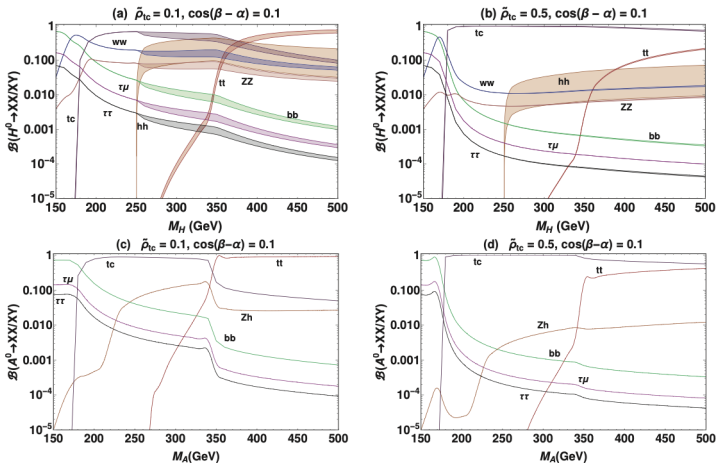 (a) ρ̃tc = 0.1, cos(β − α) = 0.1
ℬ(H⁰→XX/XY)
1
0.100
0.010
0.001
10⁻⁴
10⁻⁵
ww
τμ
tc
ττ
hh
tt
ZZ
bb
150 200 250 300 350 400 450 500
M_H (GeV)
(b) ρ̃tc = 0.5, cos(β − α) = 0.1
ℬ(H⁰→XX/XY)
1
0.100
0.010
0.001
10⁻⁴
10⁻⁵
tc
tt
ww
hh
ZZ
bb
τμ
ττ
150 200 250 300 350 400 450 500
M_H (GeV)
(c) ρ̃tc = 0.1, cos(β−α) = 0.1
ℬ(A⁰→XX/XY)
1
0.100
0.010
0.001
10⁻⁴
10⁻⁵
tc
tt
τμ
ττ
Zh
bb
150 200 250 300 350 400 450 500
M_A(GeV)
(d) ρ̃tc = 0.5, cos(β−α) = 0.1
ℬ(A⁰→XX/XY)
1
0.100
0.010
0.001
10⁻⁴
10⁻⁵
tc
tt
Zh
bb
τμ
ττ
150 200 250 300 350 400 450 500
M_A (GeV)